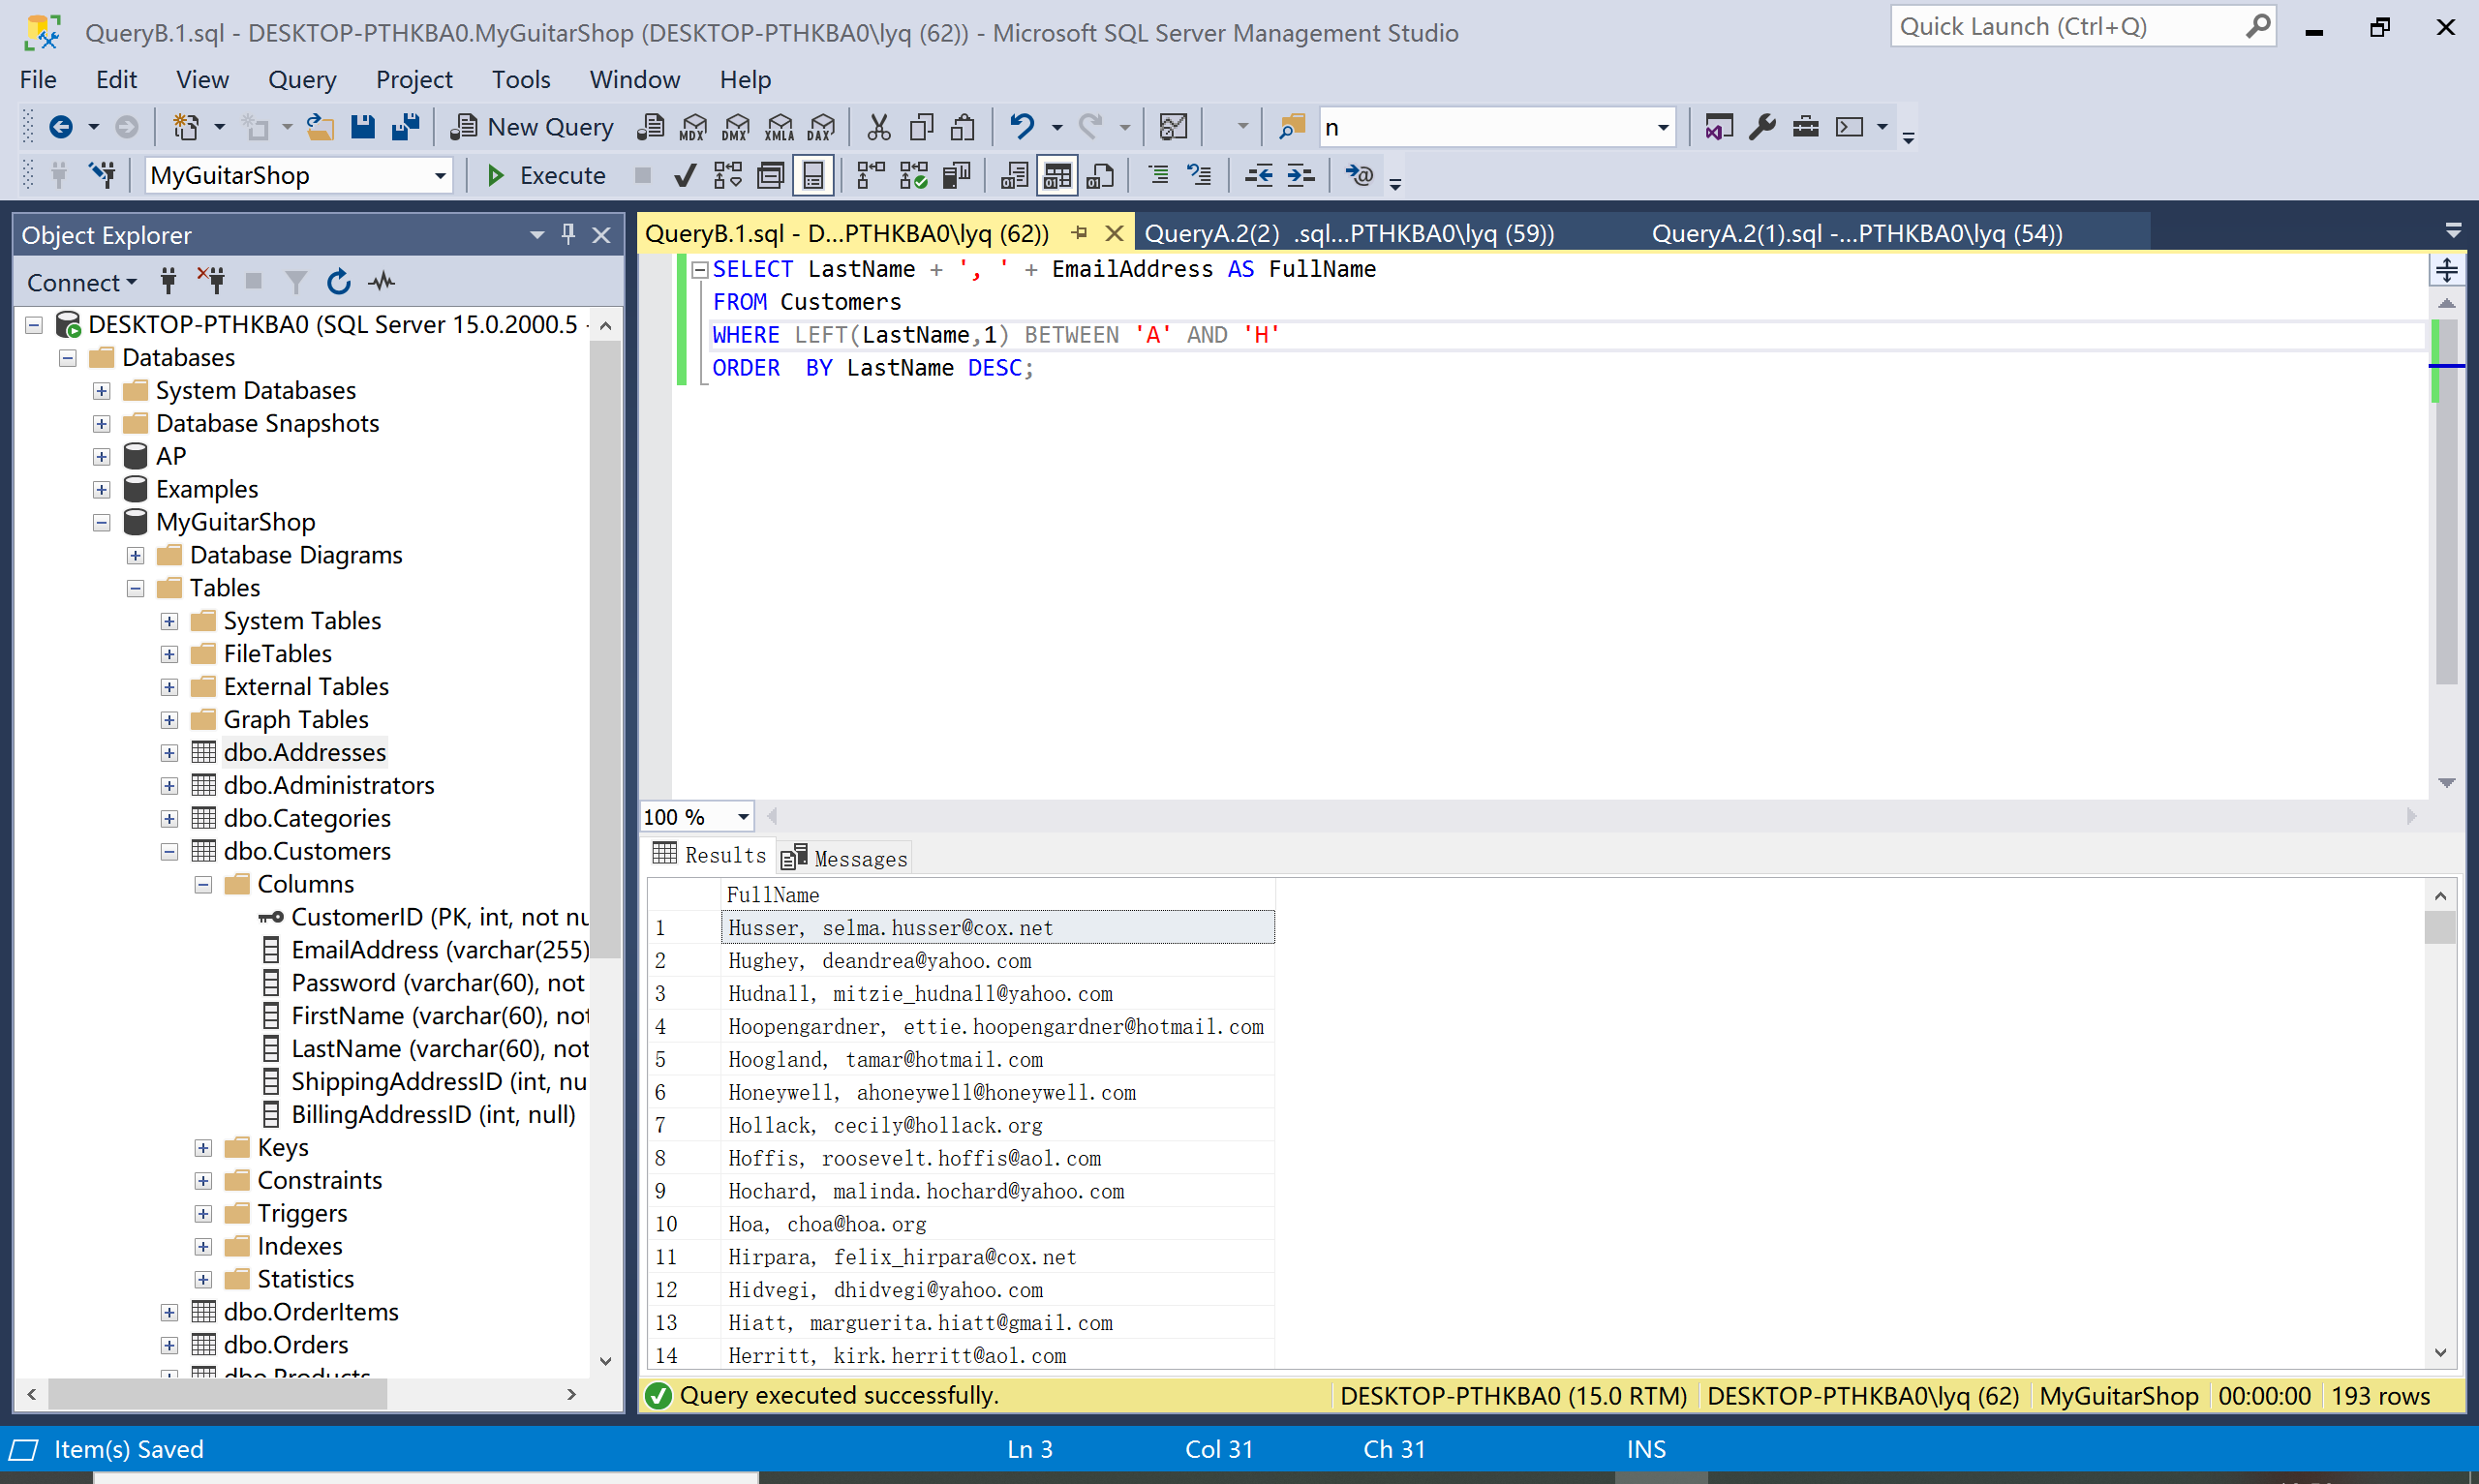 QueryB.1.sql - DESKTOP-PTHKBA0.MyGuitarShop (DESKTOP-PTHKBA0\lyq (62)) - Microsoft SQL Server Management Studio
Quick Launch (Ctrl+Q)
File Edit View Query Project Tools Window Help
New Query MDX DMX XMLA DAX n
MyGuitarShop Execute
Object Explorer
Connect
DESKTOP-PTHKBA0 (SQL Server 15.0.2000.5 -
Databases
System Databases
Database Snapshots
AP
Examples
MyGuitarShop
Database Diagrams
Tables
System Tables
FileTables
External Tables
Graph Tables
dbo.Addresses
dbo.Administrators
dbo.Categories
dbo.Customers
Columns
CustomerID (PK, int, not nu
EmailAddress (varchar(255)
Password (varchar(60), not
FirstName (varchar(60), not
LastName (varchar(60), not
ShippingAddressID (int, nu
BillingAddressID (int, null)
Keys
Constraints
Triggers
Indexes
Statistics
dbo.OrderItems
dbo.Orders
dbo.Products
QueryB.1.sql - D...PTHKBA0\lyq (62)) QueryA.2(2) .sql...PTHKBA0\lyq (59)) QueryA.2(1).sql -...PTHKBA0\lyq (54))
SELECT LastName + ', ' + EmailAddress AS FullName
FROM Customers
WHERE LEFT(LastName,1) BETWEEN 'A' AND 'H'
ORDER BY LastName DESC;
100 %
Results Messages
FullName
1 Husser, selma.husser@cox.net
2 Hughey, deandrea@yahoo.com
3 Hudnall, mitzie_hudnall@yahoo.com
4 Hoopengardner, ettie.hoopengardner@hotmail.com
5 Hoogland, tamar@hotmail.com
6 Honeywell, ahoneywell@honeywell.com
7 Hollack, cecily@hollack.org
8 Hoffis, roosevelt.hoffis@aol.com
9 Hochard, malinda.hochard@yahoo.com
10 Hoa, choa@hoa.org
11 Hirpara, felix_hirpara@cox.net
12 Hidvegi, dhidvegi@yahoo.com
13 Hiatt, marguerita.hiatt@gmail.com
14 Herritt, kirk.herritt@aol.com
Query executed successfully. DESKTOP-PTHKBA0 (15.0 RTM) DESKTOP-PTHKBA0\lyq (62) MyGuitarShop 00:00:00 193 rows
Item(s) Saved Ln 3 Col 31 Ch 31 INS